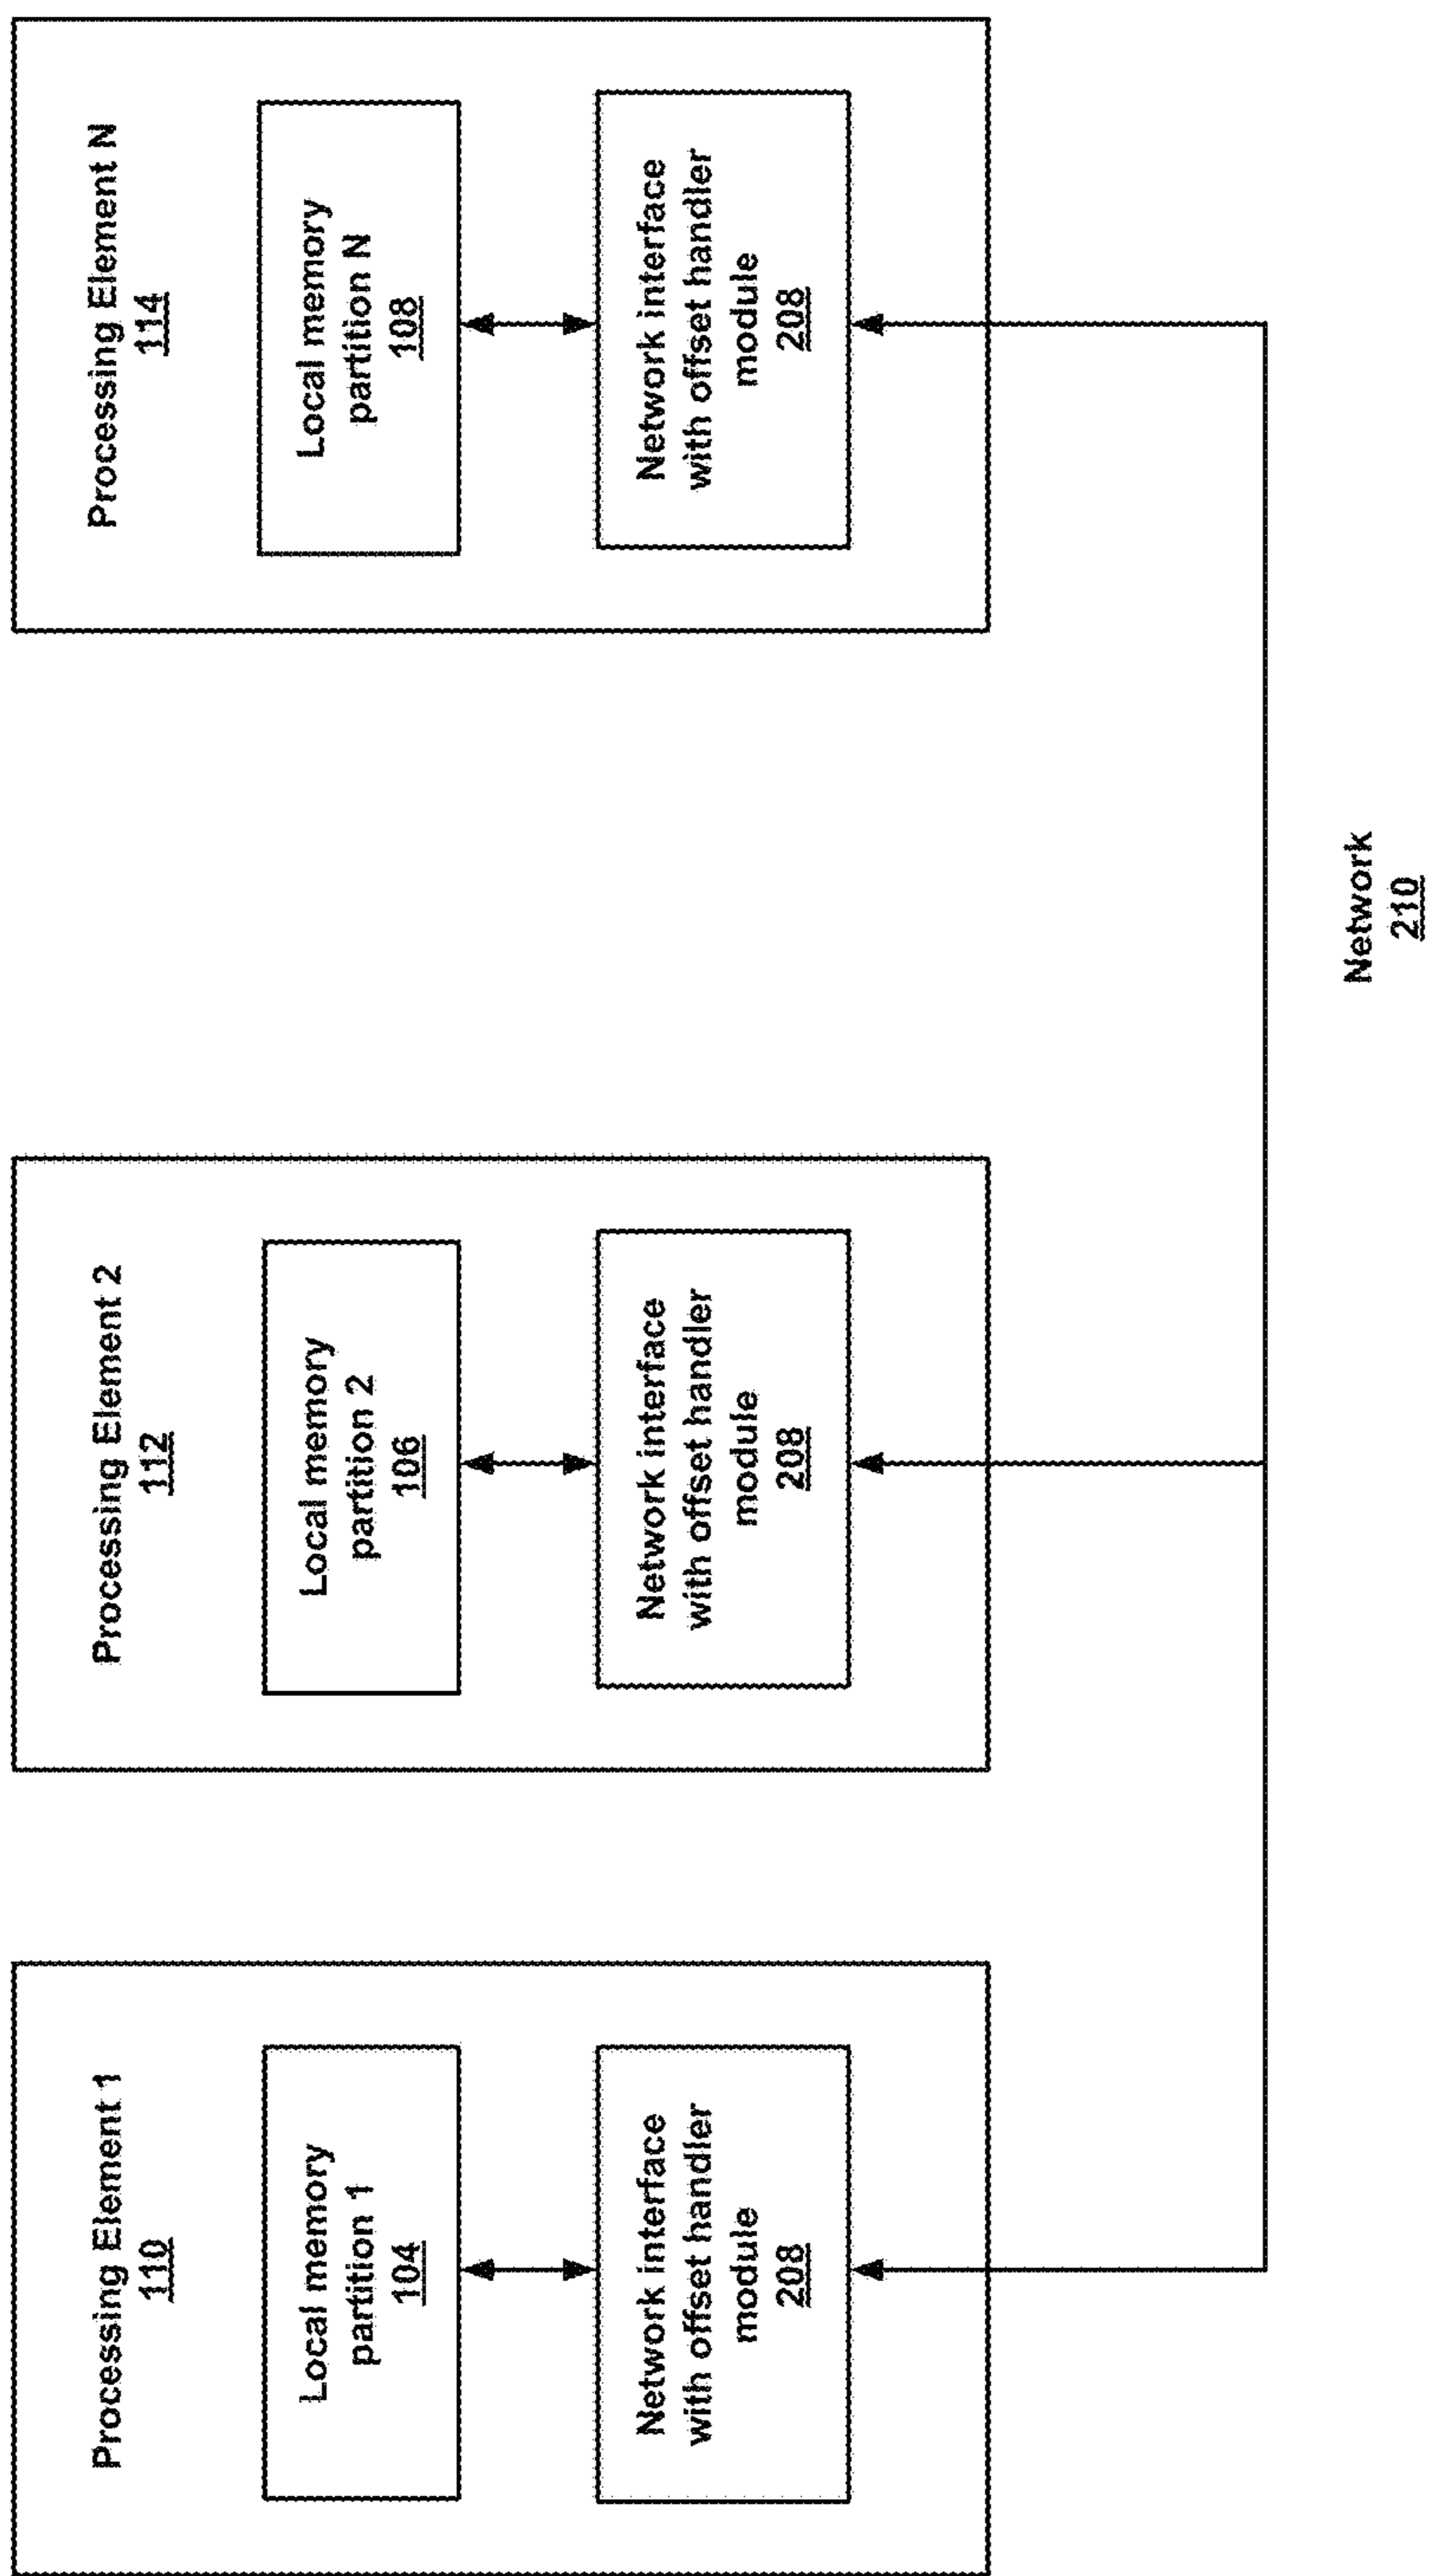 Processing Element 1
110
Local memory
partition 1
104
Network interface
with offset handler
module
208
Processing Element 2
112
Local memory
partition 2
106
Network interface
with offset handler
module
208
Processing Element N
114
Local memory
partition N
108
Network interface
with offset handler
module
208
Network
210